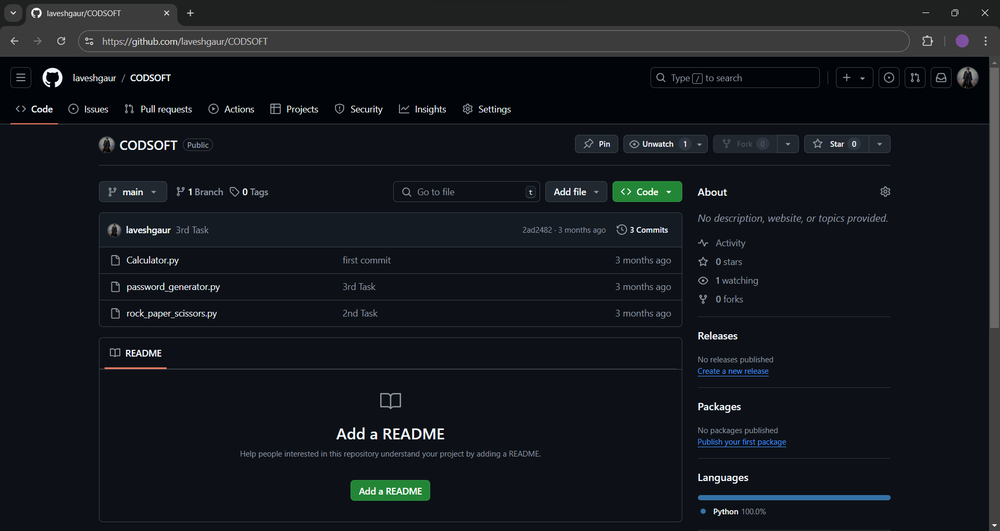 laveshgaur/CODSOFT
https://github.com/laveshgaur/CODSOFT
laveshgaur / CODSOFT
Type / to search
Code Issues Pull requests Actions Projects Security Insights Settings
CODSOFT Public
Pin Unwatch 1 Fork 0 Star 0
main 1 Branch 0 Tags Go to file t Add file Code
laveshgaur 3rd Task 2ad2482 · 3 months ago 3 Commits
Calculator.py first commit 3 months ago
password_generator.py 3rd Task 3 months ago
rock_paper_scissors.py 2nd Task 3 months ago
README
Add a README
Help people interested in this repository understand your project by adding a README.
Add a README
About
No description, website, or topics provided.
Activity
0 stars
1 watching
0 forks
Releases
No releases published
Create a new release
Packages
No packages published
Publish your first package
Languages
Python 100.0%